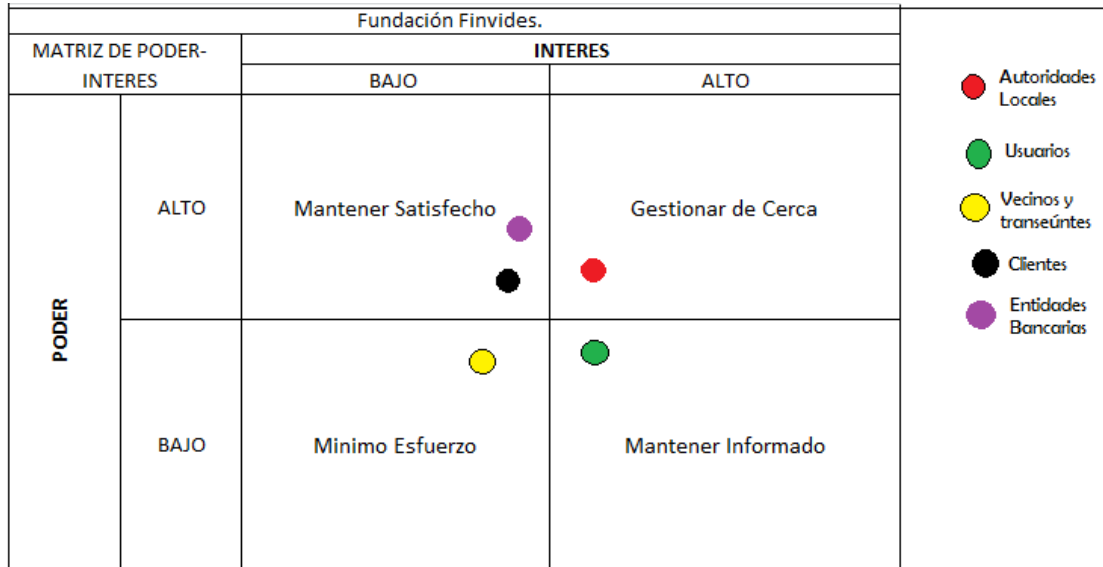 Fundación Finvides.
MATRIZ DE PODER-
INTERES
INTERES
BAJO
ALTO
PODER
ALTO
Mantener Satisfecho
Gestionar de Cerca
BAJO
Minimo Esfuerzo
Mantener Informado
Autoridades
Locales
Usuarios
Vecinos y
transeúntes
Clientes
Entidades
Bancarias